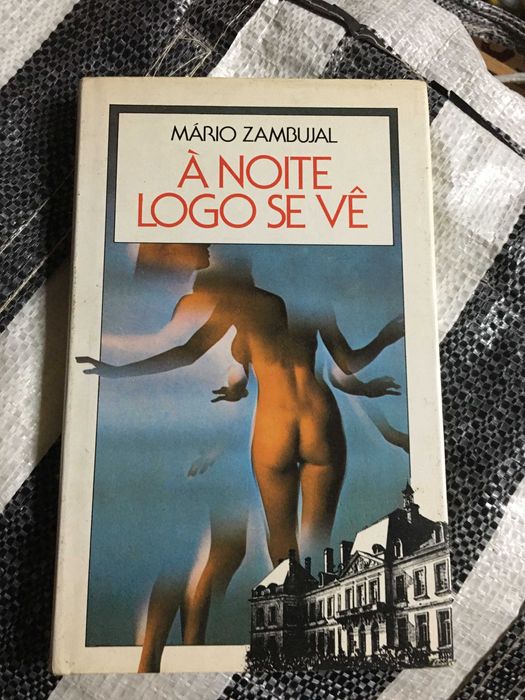 MÁRIO ZAMBUJAL
À NOITE
LOGO SE VÊ